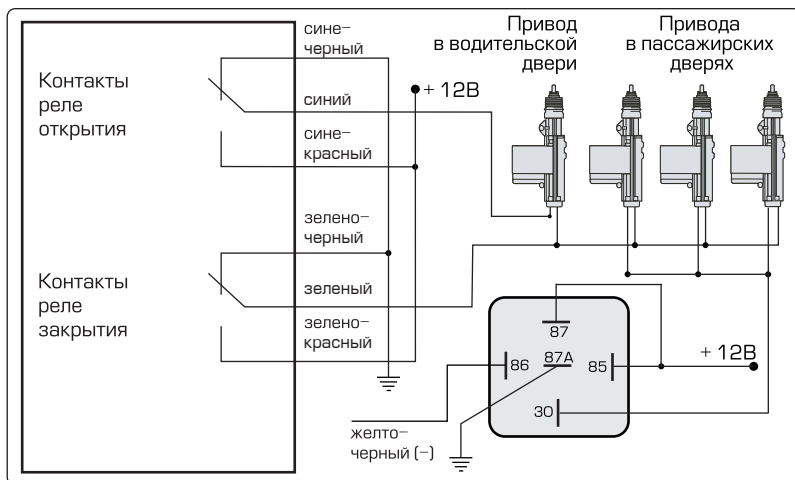 сине–
черный
Привод
в водительской
двери
Привода
в пассажирских
дверях
Контакты
реле
открытия
+ 12В
синий
сине-
красный
зелено–
черный
Контакты
реле
закрытия
зеленый
зелено-
красный
87
87А
86
85
30
+ 12В
желто-
черный (–)